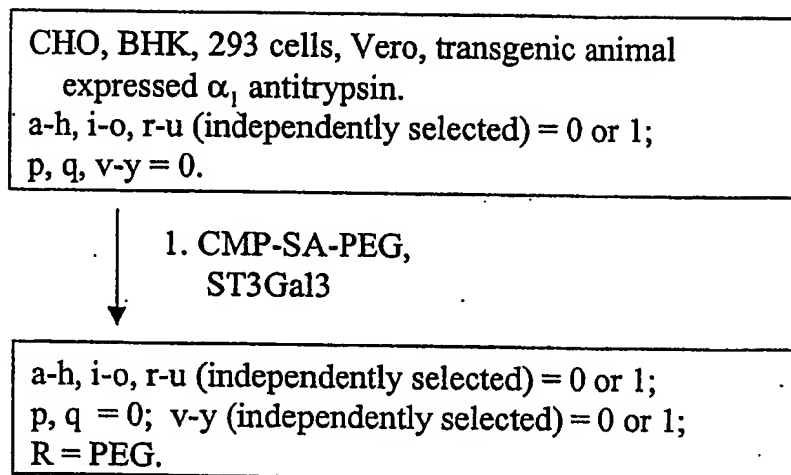 CHO, BHK, 293 cells, Vero, transgenic animal
expressed α₁ antitrypsin.
a-h, i-o, r-u (independently selected) = 0 or 1;
p, q, v-y = 0.
1. CMP-SA-PEG,
ST3Gal3
a-h, i-o, r-u (independently selected) = 0 or 1;
p, q = 0; v-y (independently selected) = 0 or 1;
R = PEG.